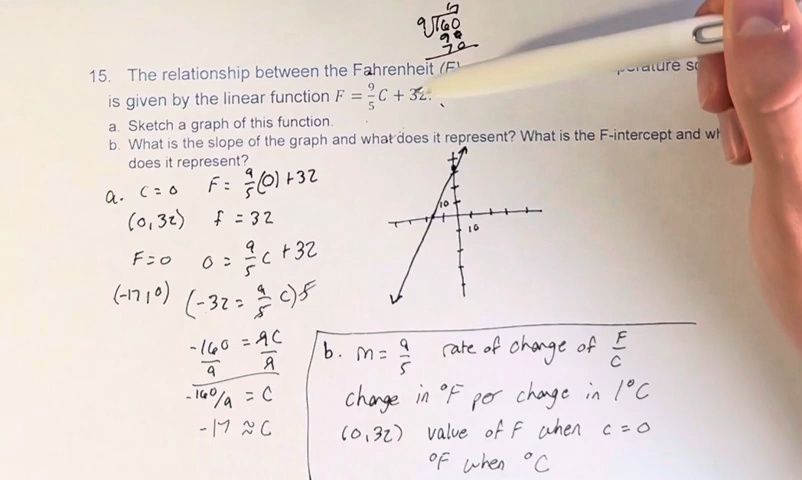 9 160
90
70
15. The relationship between the Fahrenheit (F)
is given by the linear function F = 9/5 C + 32.
a. Sketch a graph of this function.
b. What is the slope of the graph and what does it represent? What is the F-intercept and
does it represent?
a. C=0 F= 9/5(0)+32
(0,32) f = 32
F=0 0 = 9/5 C +32
(-17,0) (-32 = 9/5 C)5
-160/9 = 9C/9
-160/9 = C
-17 ≈ C
10
10
b. m= 9/5 rate of change of F/C
change in °F per change in 1°C
(0,32) value of F when C=0
°F when °C